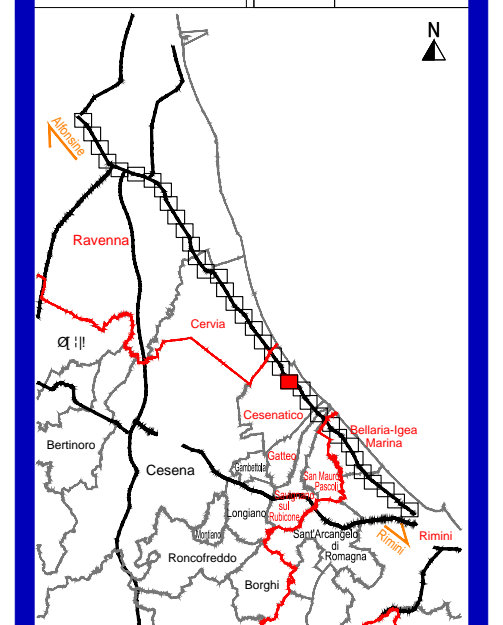 N
Alfonsine
Ravenna
Cervia
Cesenatico
Bellaria-Igea
Marina
Bertinoro
Gatteo
Gambettola
Cesena
San Mauro
Pascoli
Savignano
sul
Rubicone
Longiano
Montiano
Sant'Arcangelo
di
Romagna
Rimini
Rimini
Roncofreddo
Borghi